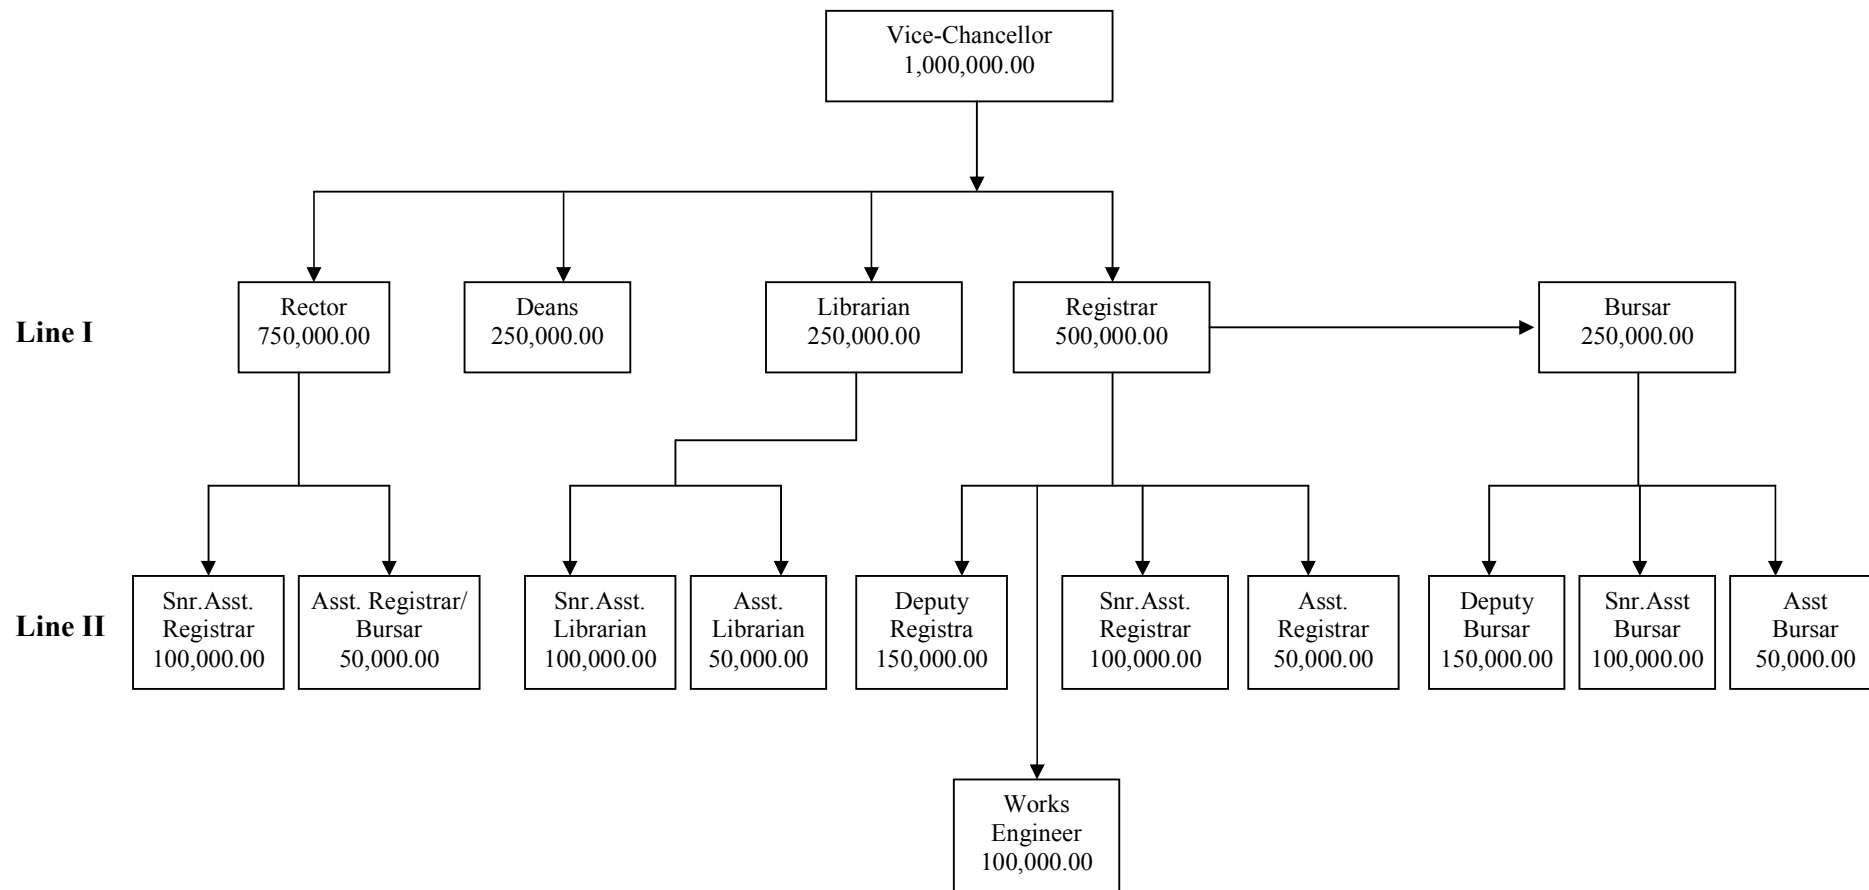 Vice-Chancellor
1,000,000.00
Line I
Rector
750,000.00
Deans
250,000.00
Librarian
250,000.00
Registrar
500,000.00
Bursar
250,000.00
Line II
Snr.Asst.
Registrar
100,000.00
Asst. Registrar/
Bursar
50,000.00
Snr.Asst.
Librarian
100,000.00
Asst.
Librarian
50,000.00
Deputy
Registra
150,000.00
Snr.Asst.
Registrar
100,000.00
Asst.
Registrar
50,000.00
Deputy
Bursar
150,000.00
Snr.Asst
Bursar
100,000.00
Asst
Bursar
50,000.00
Works
Engineer
100,000.00